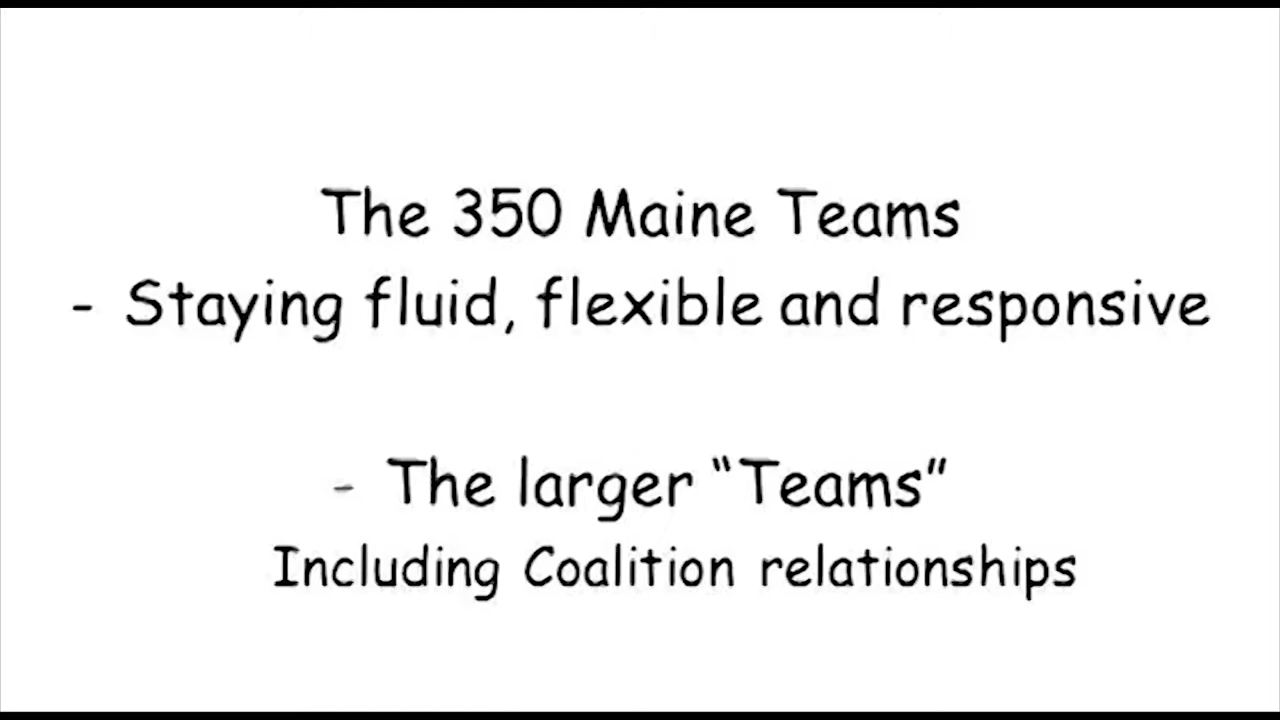 The 350 Maine Teams
- Staying fluid, flexible and responsive
- The larger “Teams”
Including Coalition relationships